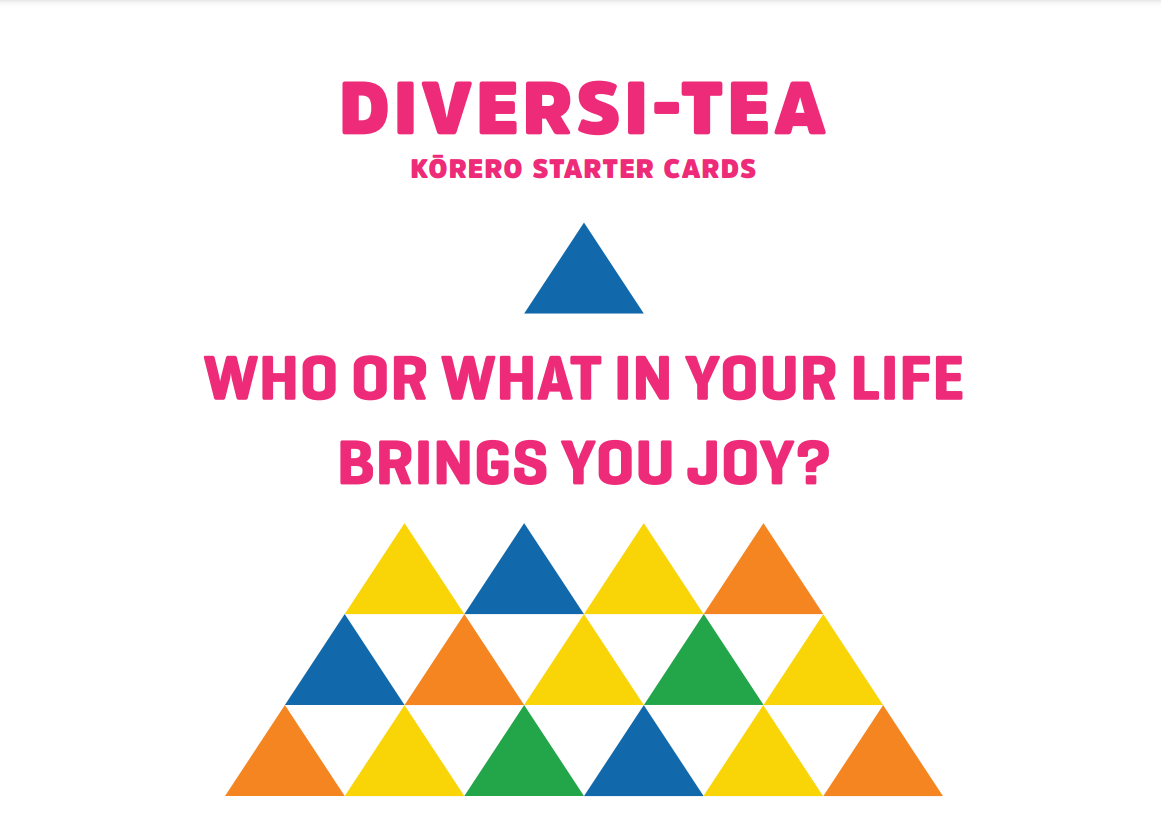 DIVERSI-TEA
KŌRERO STARTER CARDS
WHO OR WHAT IN YOUR LIFE
BRINGS YOU JOY?